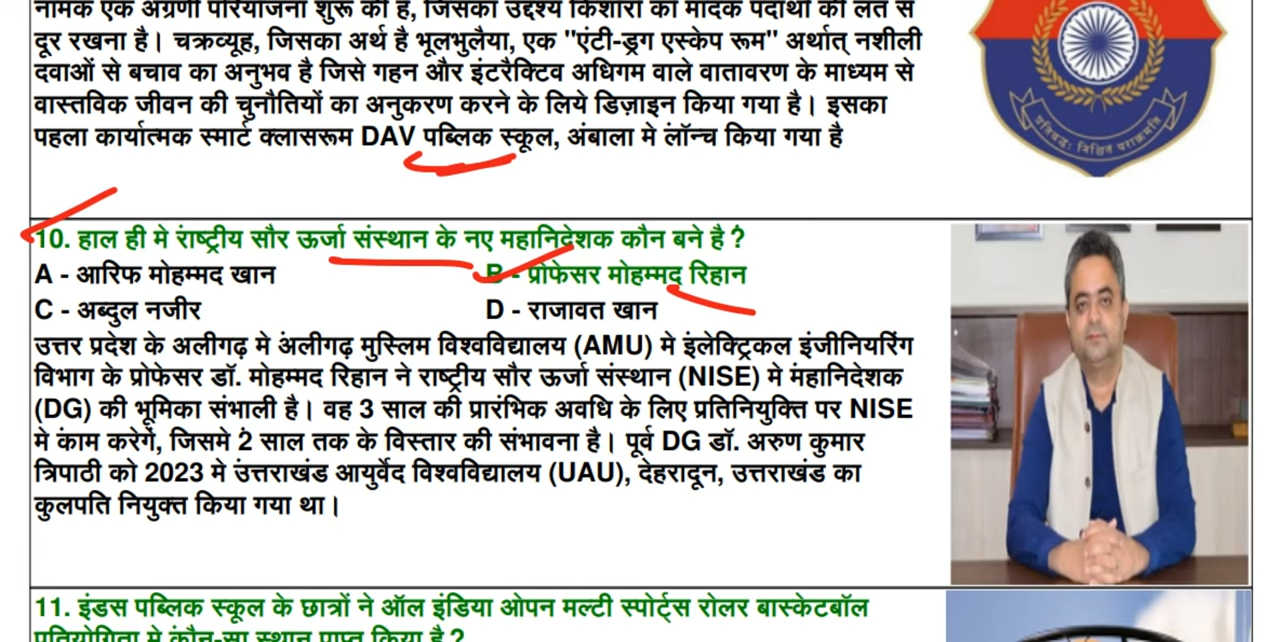 नामक एक अग्रणी परियोजना शुरू की है, जिसका उद्देश्य किशोरों को मादक पदार्थों की लत से
दूर रखना है। चक्रव्यूह, जिसका अर्थ है भूलभुलैया, एक "एंटी-ड्रग एस्केप रूम" अर्थात् नशीली
दवाओं से बचाव का अनुभव है जिसे गहन और इंटरैक्टिव अधिगम वाले वातावरण के माध्यम से
वास्तविक जीवन की चुनौतियों का अनुकरण करने के लिये डिज़ाइन किया गया है। इसका
पहला कार्यात्मक स्मार्ट क्लासरूम DAV पब्लिक स्कूल, अंबाला मे लॉन्च किया गया है
10. हाल ही मे राष्ट्रीय सौर ऊर्जा संस्थान के नए महानिदेशक कौन बने है ?
A - आरिफ मोहम्मद खान
B - प्रोफेसर मोहम्मद रिहान
C - अब्दुल नजीर
D - राजावत खान
उत्तर प्रदेश के अलीगढ़ मे अलीगढ़ मुस्लिम विश्वविद्यालय (AMU) मे इलेक्ट्रिकल इंजीनियरिंग
विभाग के प्रोफेसर डॉ. मोहम्मद रिहान ने राष्ट्रीय सौर ऊर्जा संस्थान (NISE) मे महानिदेशक
(DG) की भूमिका संभाली है। वह 3 साल की प्रारंभिक अवधि के लिए प्रतिनियुक्ति पर NISE
मे काम करेगें, जिसमे 2 साल तक के विस्तार की संभावना है। पूर्व DG डॉ. अरुण कुमार
त्रिपाठी को 2023 मे उत्तराखंड आयुर्वेद विश्वविद्यालय (UAU), देहरादून, उत्तराखंड का
कुलपति नियुक्त किया गया था।
11. इंडस पब्लिक स्कूल के छात्रों ने ऑल इंडिया ओपन मल्टी स्पोर्ट्स रोलर बास्केटबॉल
प्रतियोगिता मे कौन-सा स्थान प्राप्त किया है ?